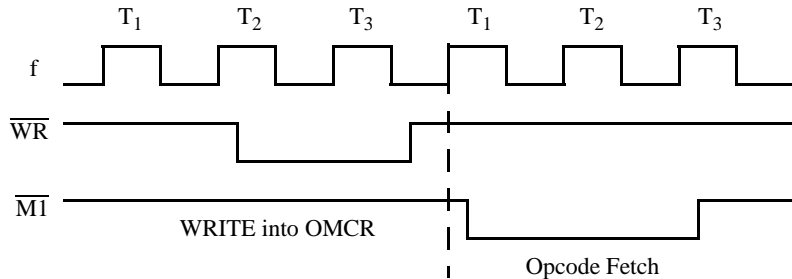 T1 T2 T3 T1 T2 T3
f
WR
WRITE into OMCR
M1
Opcode Fetch